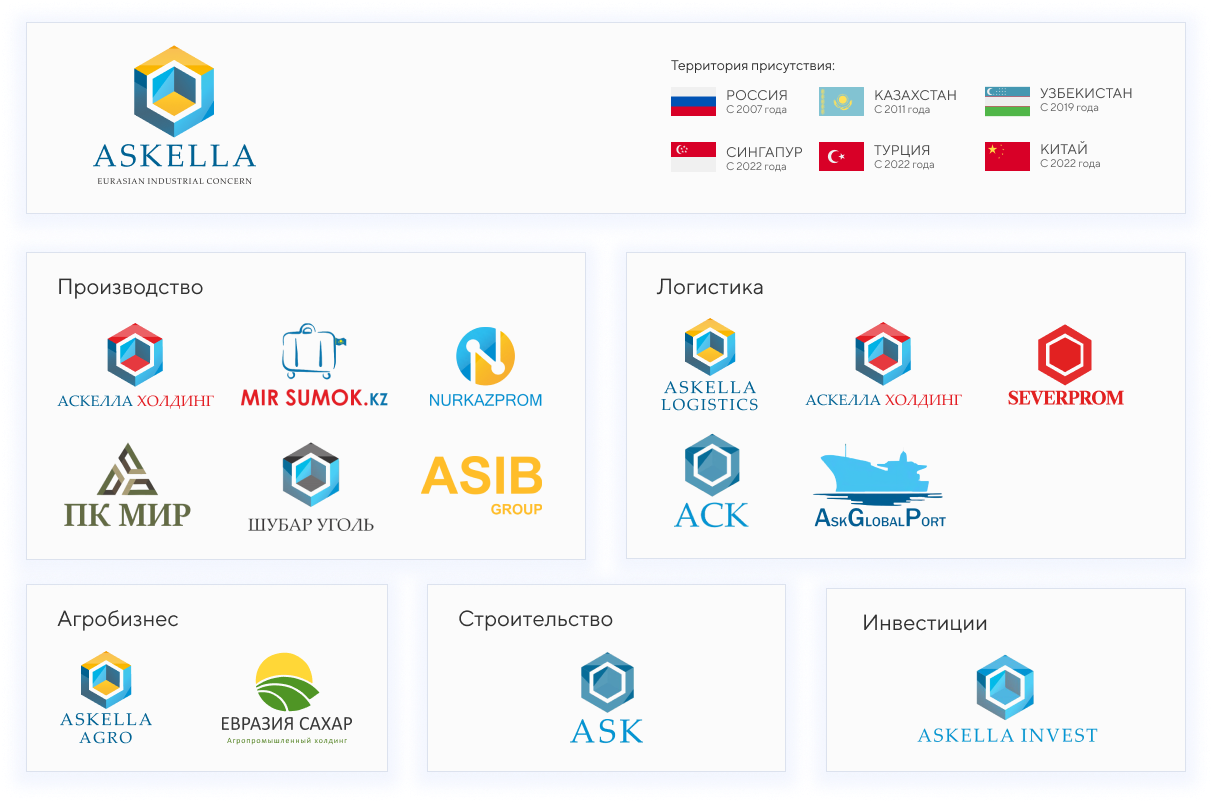 ASKELLA
EURASIAN INDUSTRIAL CONCERN
Территория присутствия:
РОССИЯ
С 2007 года
КАЗАХСТАН
С 2011 года
УЗБЕКИСТАН
С 2019 года
СИНГАПУР
С 2022 года
ТУРЦИЯ
С 2022 года
КИТАЙ
С 2022 года
Производство
АСКЕЛЛА ХОЛДИНГ
MIR SUMOK.KZ
NURKAZPROM
ПК МИР
ШУБАР УГОЛЬ
ASIB
GROUP
Логистика
ASKELLA
LOGISTICS
АСКЕЛЛА ХОЛДИНГ
SEVERPROM
АСК
ASKGLOBALPORT
Агробизнес
ASKELLA
AGRO
ЕВРАЗИЯ САХАР
Агропромышленный холдинг
Строительство
ASK
Инвестиции
ASKELLA INVEST